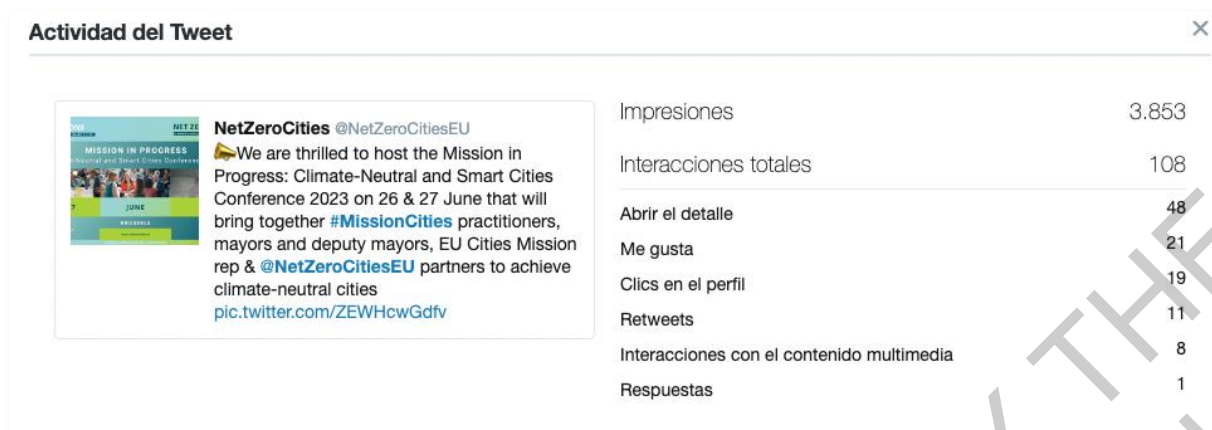 Actividad del Tweet
NET ZE
MISSION IN PROGRESS
JUNE
BRUSSELS
NetZeroCities @NetZeroCitiesEU
📣We are thrilled to host the Mission in
Progress: Climate-Neutral and Smart Cities
Conference 2023 on 26 & 27 June that will
bring together #MissionCities practitioners,
mayors and deputy mayors, EU Cities Mission
rep & @NetZeroCitiesEU partners to achieve
climate-neutral cities
pic.twitter.com/ZEWHcwGdfv
Impresiones 3.853
Interacciones totales 108
Abrir el detalle 48
Me gusta 21
Clics en el perfil 19
Retweets 11
Interacciones con el contenido multimedia 8
Respuestas 1
Y THE